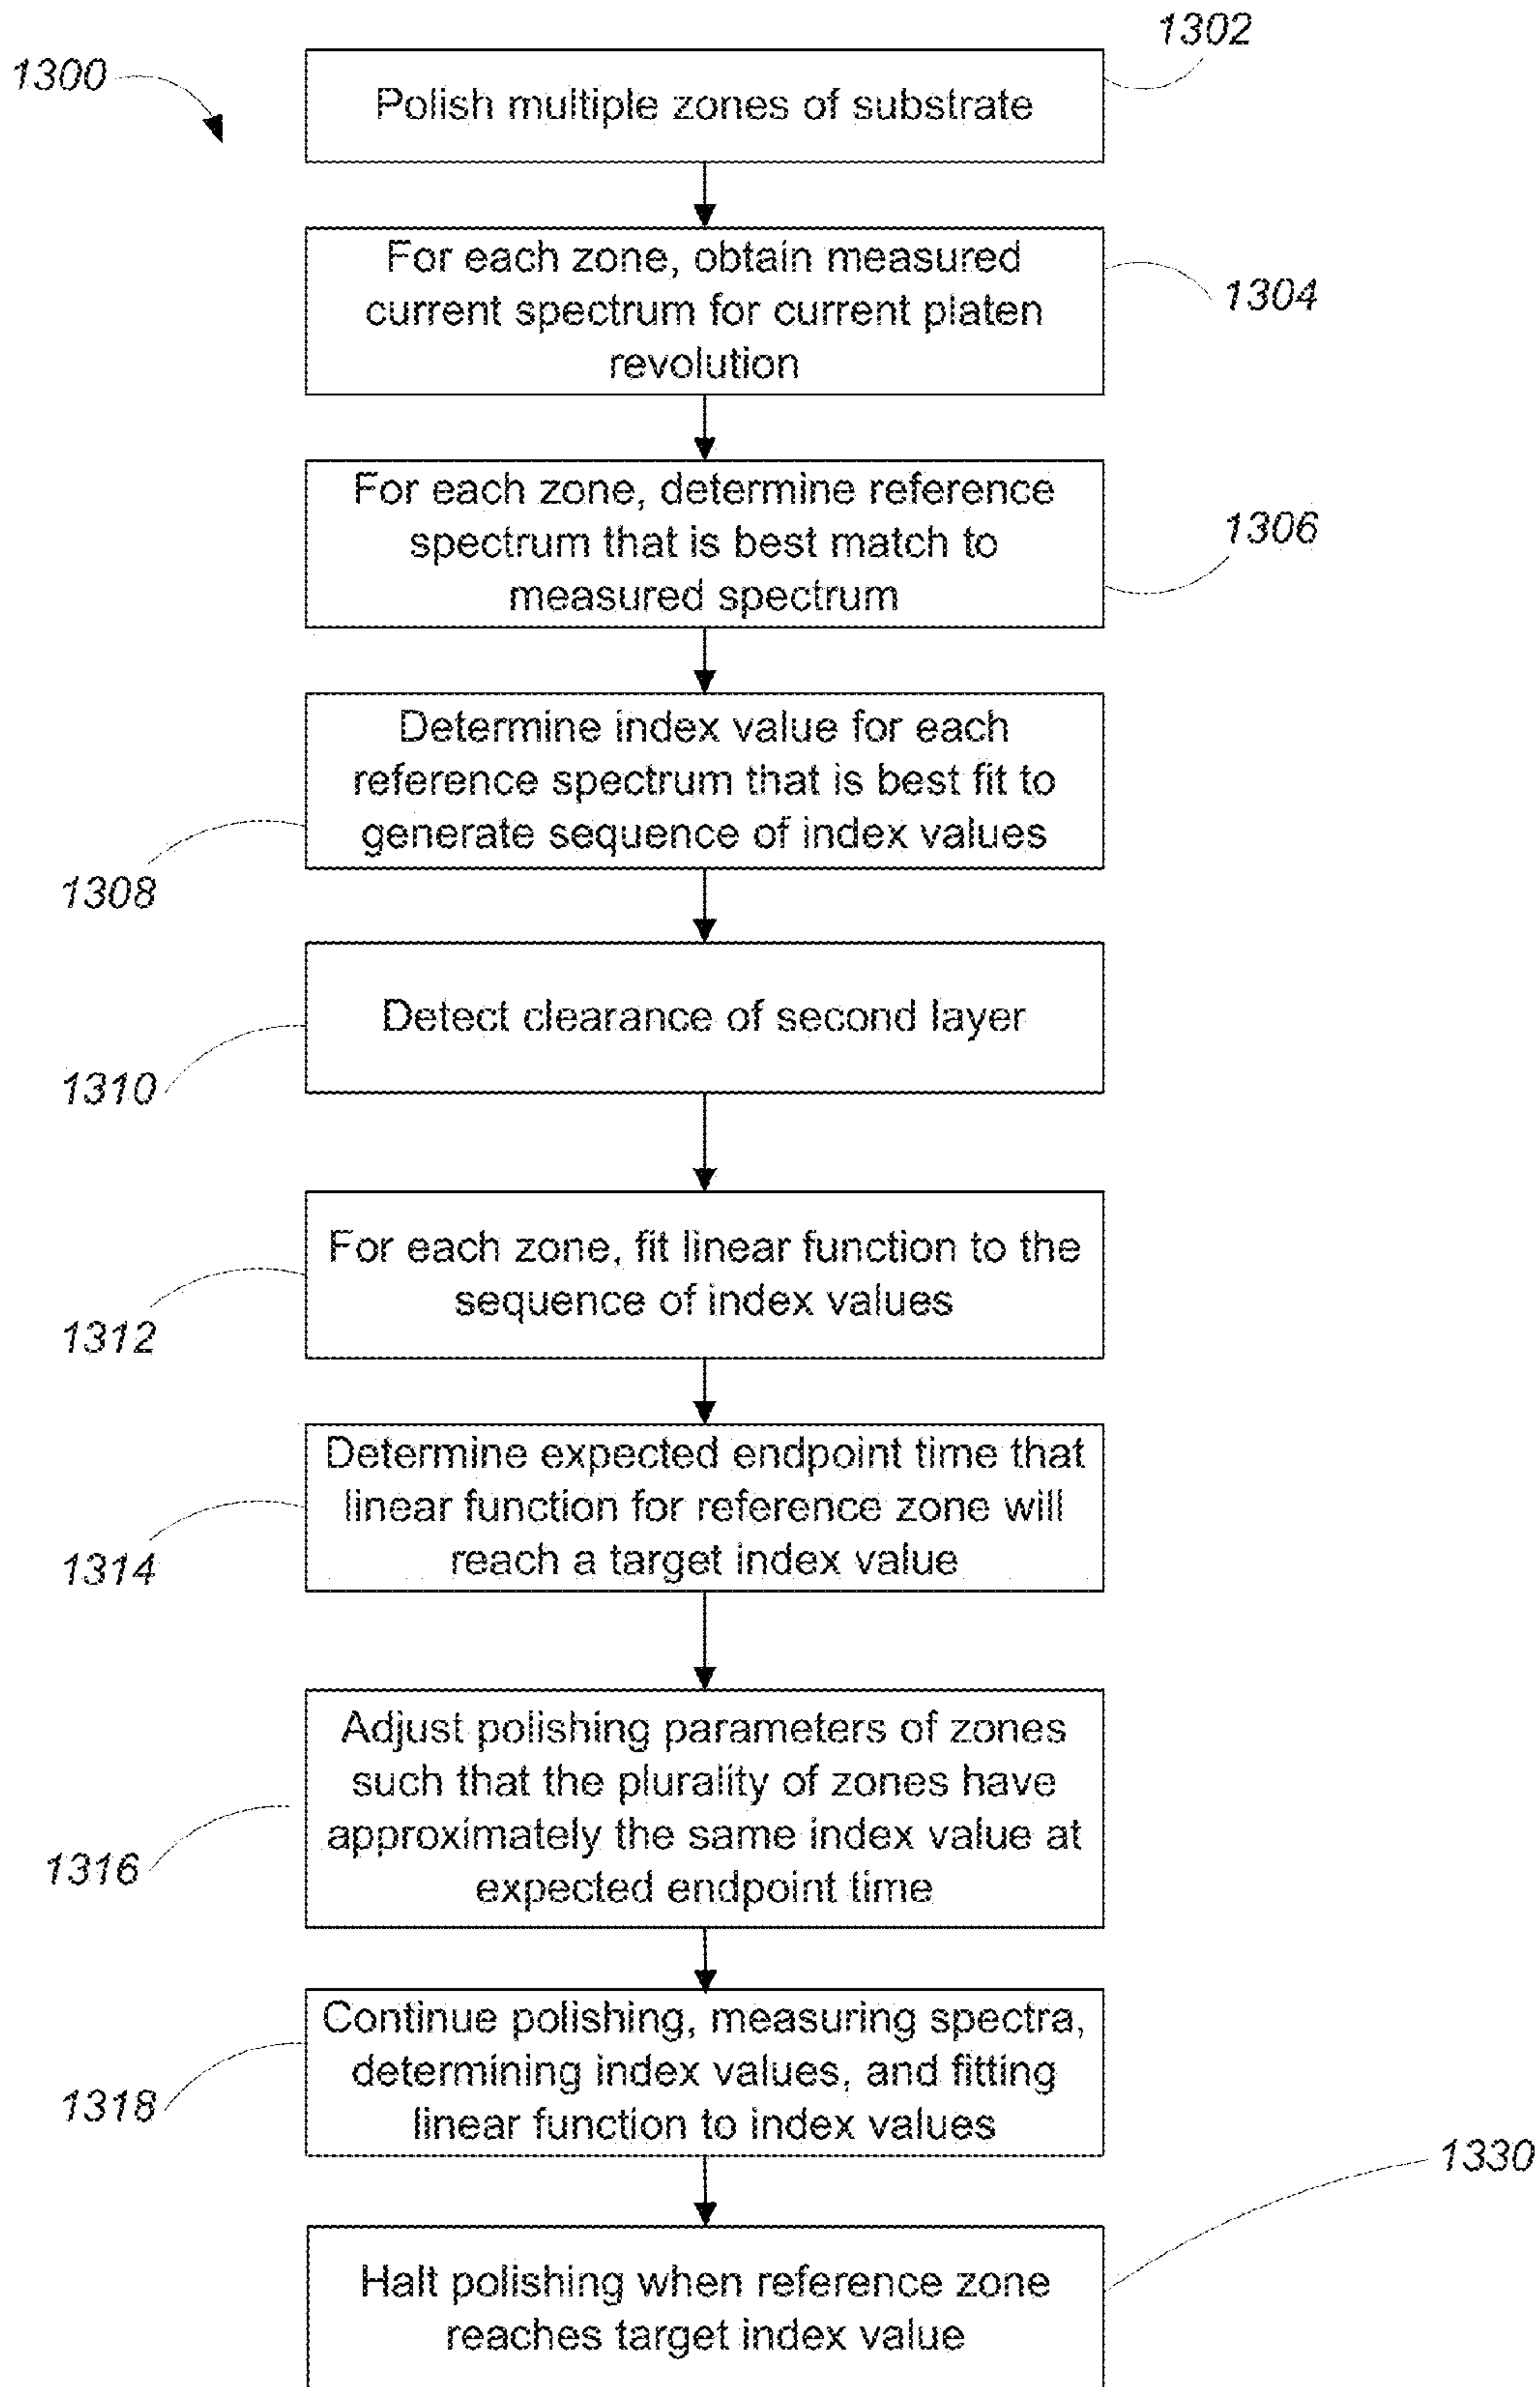 1302
1300
Polish multiple zones of substrate
For each zone, obtain measured
current spectrum for current platen
revolution
1304
For each zone, determine reference
spectrum that is best match to
measured spectrum
1306
Determine index value for each
reference spectrum that is best fit to
generate sequence of index values
1308
Detect clearance of second layer
1310
For each zone, fit linear function to the
sequence of index values
1312
Determine expected endpoint time that
linear function for reference zone will
reach a target index value
1314
Adjust polishing parameters of zones
such that the plurality of zones have
approximately the same index value at
expected endpoint time
1316
Continue polishing, measuring spectra,
determining index values, and fitting
linear function to index values
1318
1330
Halt polishing when reference zone
reaches target index value